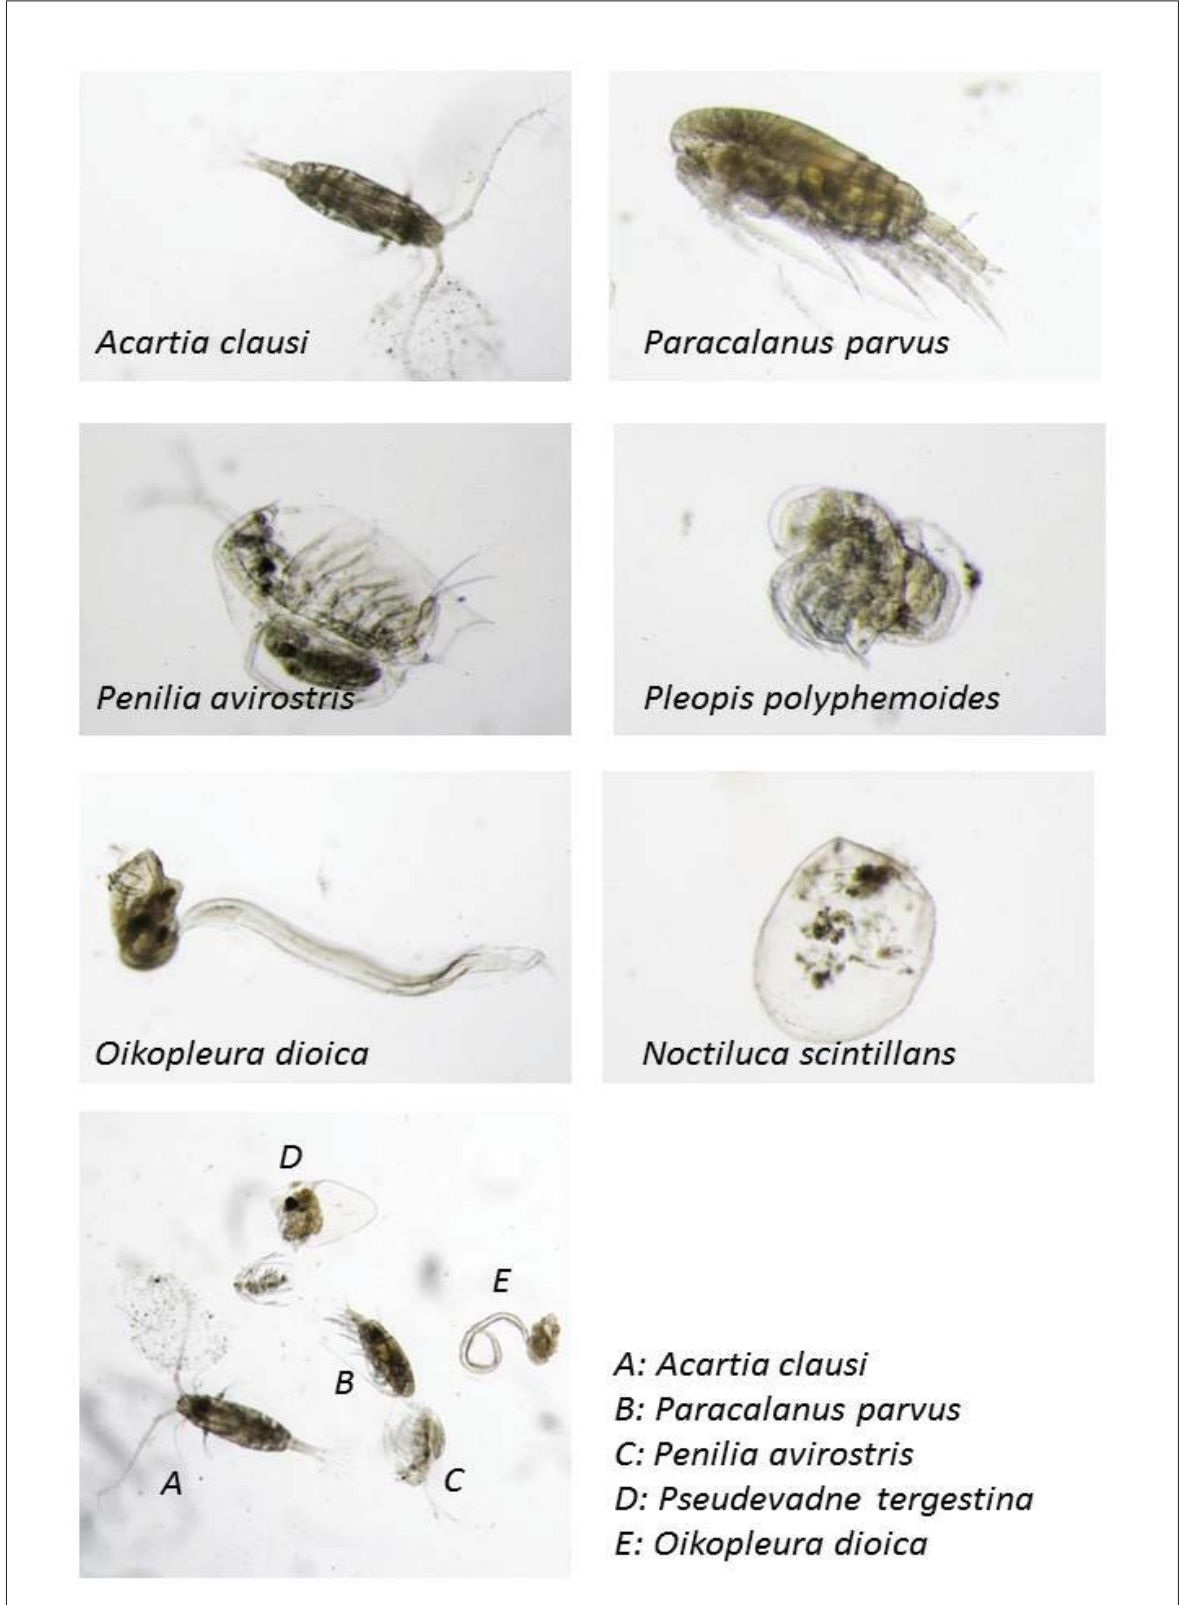 Acartia clausi
Paracalanus parvus
Penilia avirostris
Pleopis polyphemoides
Oikopleura dioica
Noctiluca scintillans
D
E
B
A
C
A: Acartia clausi
B: Paracalanus parvus
C: Penilia avirostris
D: Pseudevadne tergestina
E: Oikopleura dioica